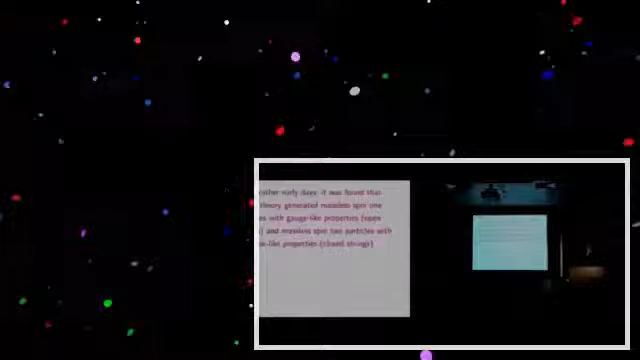 rather early days, it was found that
theory generated massless spin one
es with gauge-like properties (open
s) and massless spin two particles with
e-like properties (closed strings)